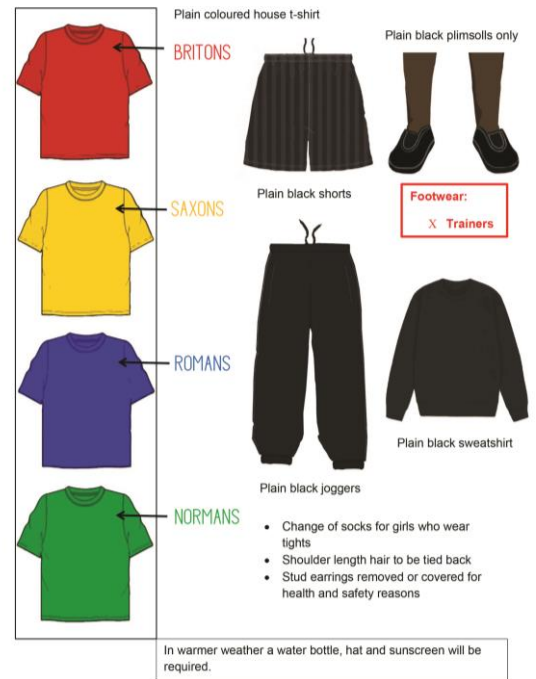 Plain coloured house t-shirt
BRITONS
SAXONS
ROMANS
NORMANS
Plain black shorts
Plain black plimsolls only
Footwear:
X Trainers
Plain black joggers
Plain black sweatshirt
• Change of socks for girls who wear
tights
• Shoulder length hair to be tied back
• Stud earrings removed or covered for
health and safety reasons
In warmer weather a water bottle, hat and sunscreen will be
required.